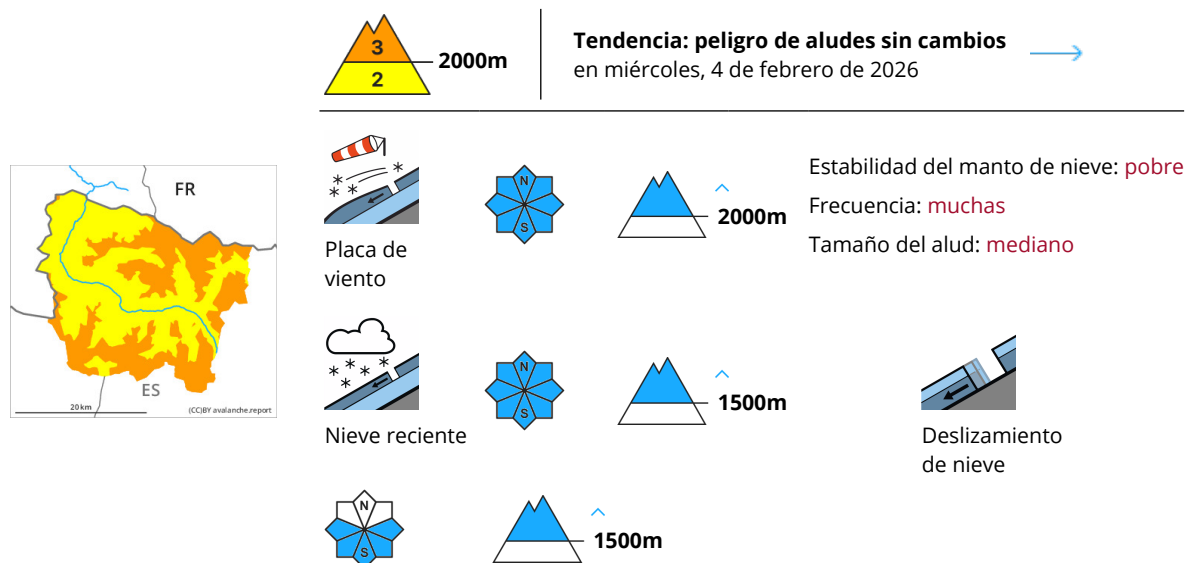 3
2000m
2
Tendencia: peligro de aludes sin cambios
en miércoles, 4 de febrero de 2026
FR
ES
20 km
(CC)BY avalanche.report
Placa de
viento
N
S
2000m
Estabilidad del manto de nieve: pobre
Frecuencia: muchas
Tamaño del alud: mediano
Nieve reciente
N
S
1500m
Deslizamiento
de nieve
N
S
1500m